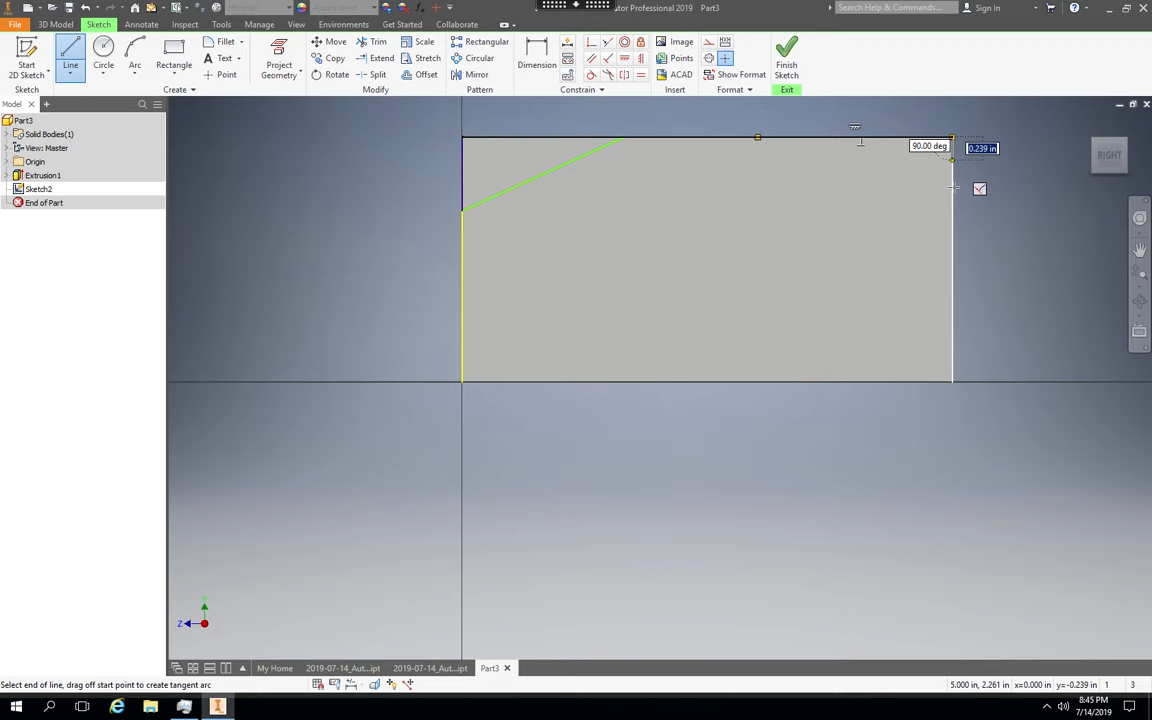 utor Professional 2019 Part3
Search Help & Commands... Sign In
File 3D Model Sketch Annotate Inspect Tools Manage View Environments Get Started Collaborate
Start 2D Sketch
Line
Circle
Arc
Rectangle
Fillet
Text
Point
Project Geometry
Move
Copy
Rotate
Trim
Extend
Split
Scale
Stretch
Offset
Rectangular
Circular
Mirror
Dimension
Image
Points
ACAD
Show Format
Finish Sketch
Sketch Create Modify Pattern Constrain Insert Format Exit
Model
Part3
Solid Bodies(1)
View: Master
Origin
Extrusion1
Sketch2
End of Part
90.00 deg
0.239 in
RIGHT
Z
My Home 2019-07-14_Aut...ipt 2019-07-14_Aut...ipt Part3
Select end of line, drag off start point to create tangent arc
5.000 in, 2.261 in x=0.000 in y=-0.239 in 1 3
8:45 PM
7/14/2019